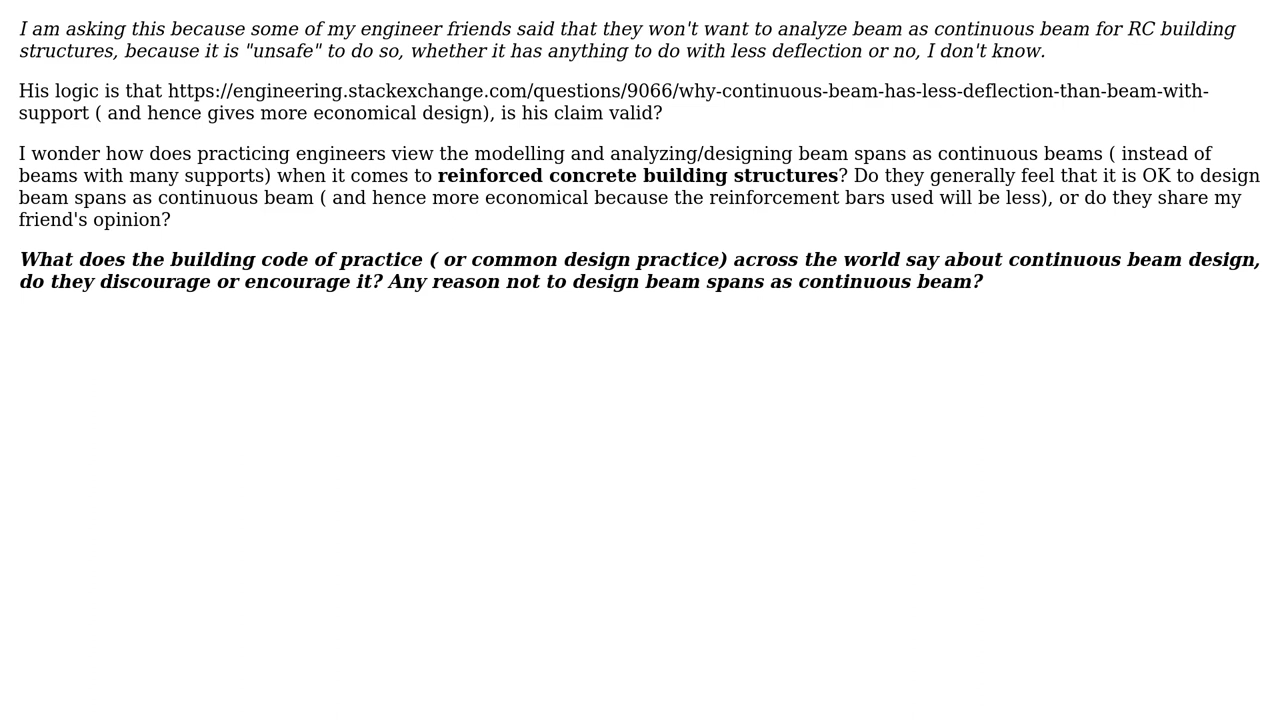 I am asking this because some of my engineer friends said that they won't want to analyze beam as continuous beam for RC building
structures, because it is "unsafe" to do so, whether it has anything to do with less deflection or no, I don't know.
His logic is that https://engineering.stackexchange.com/questions/9066/why-continuous-beam-has-less-deflection-than-beam-with-
support ( and hence gives more economical design), is his claim valid?
I wonder how does practicing engineers view the modelling and analyzing/designing beam spans as continuous beams ( instead of
beams with many supports) when it comes to reinforced concrete building structures? Do they generally feel that it is OK to design
beam spans as continuous beam ( and hence more economical because the reinforcement bars used will be less), or do they share my
friend's opinion?
What does the building code of practice ( or common design practice) across the world say about continuous beam design,
do they discourage or encourage it? Any reason not to design beam spans as continuous beam?